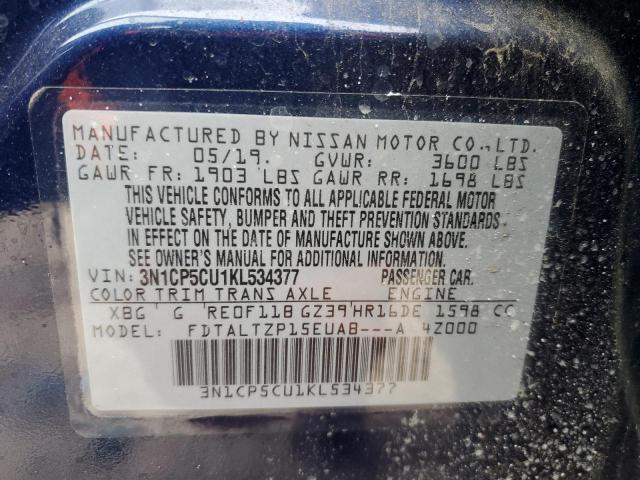 MANUFACTURED BY NISSAN MOTOR CO., LTD.
DATE: 05/19. GVWR: 3600 LBS
GAWR FR: 1903 LBS GAWR RR: 1698 LBS
THIS VEHICLE CONFORMS TO ALL APPLICABLE FEDERAL MOTOR
VEHICLE SAFETY, BUMPER AND THEFT PREVENTION STANDARDS
IN EFFECT ON THE DATE OF MANUFACTURE SHOWN ABOVE.
SEE OWNER'S MANUAL FOR ADDITIONAL INFORMATION.
VIN: 3N1CP5CU1KL534377 PASSENGER CAR.
COLOR TRIM TRANS AXLE ENGINE
XBG G RE0F11B GZ39 HR16DE 1598 CC
FDTALTZP15EUAB---A 4Z000
3N1CP5CU1KL534377